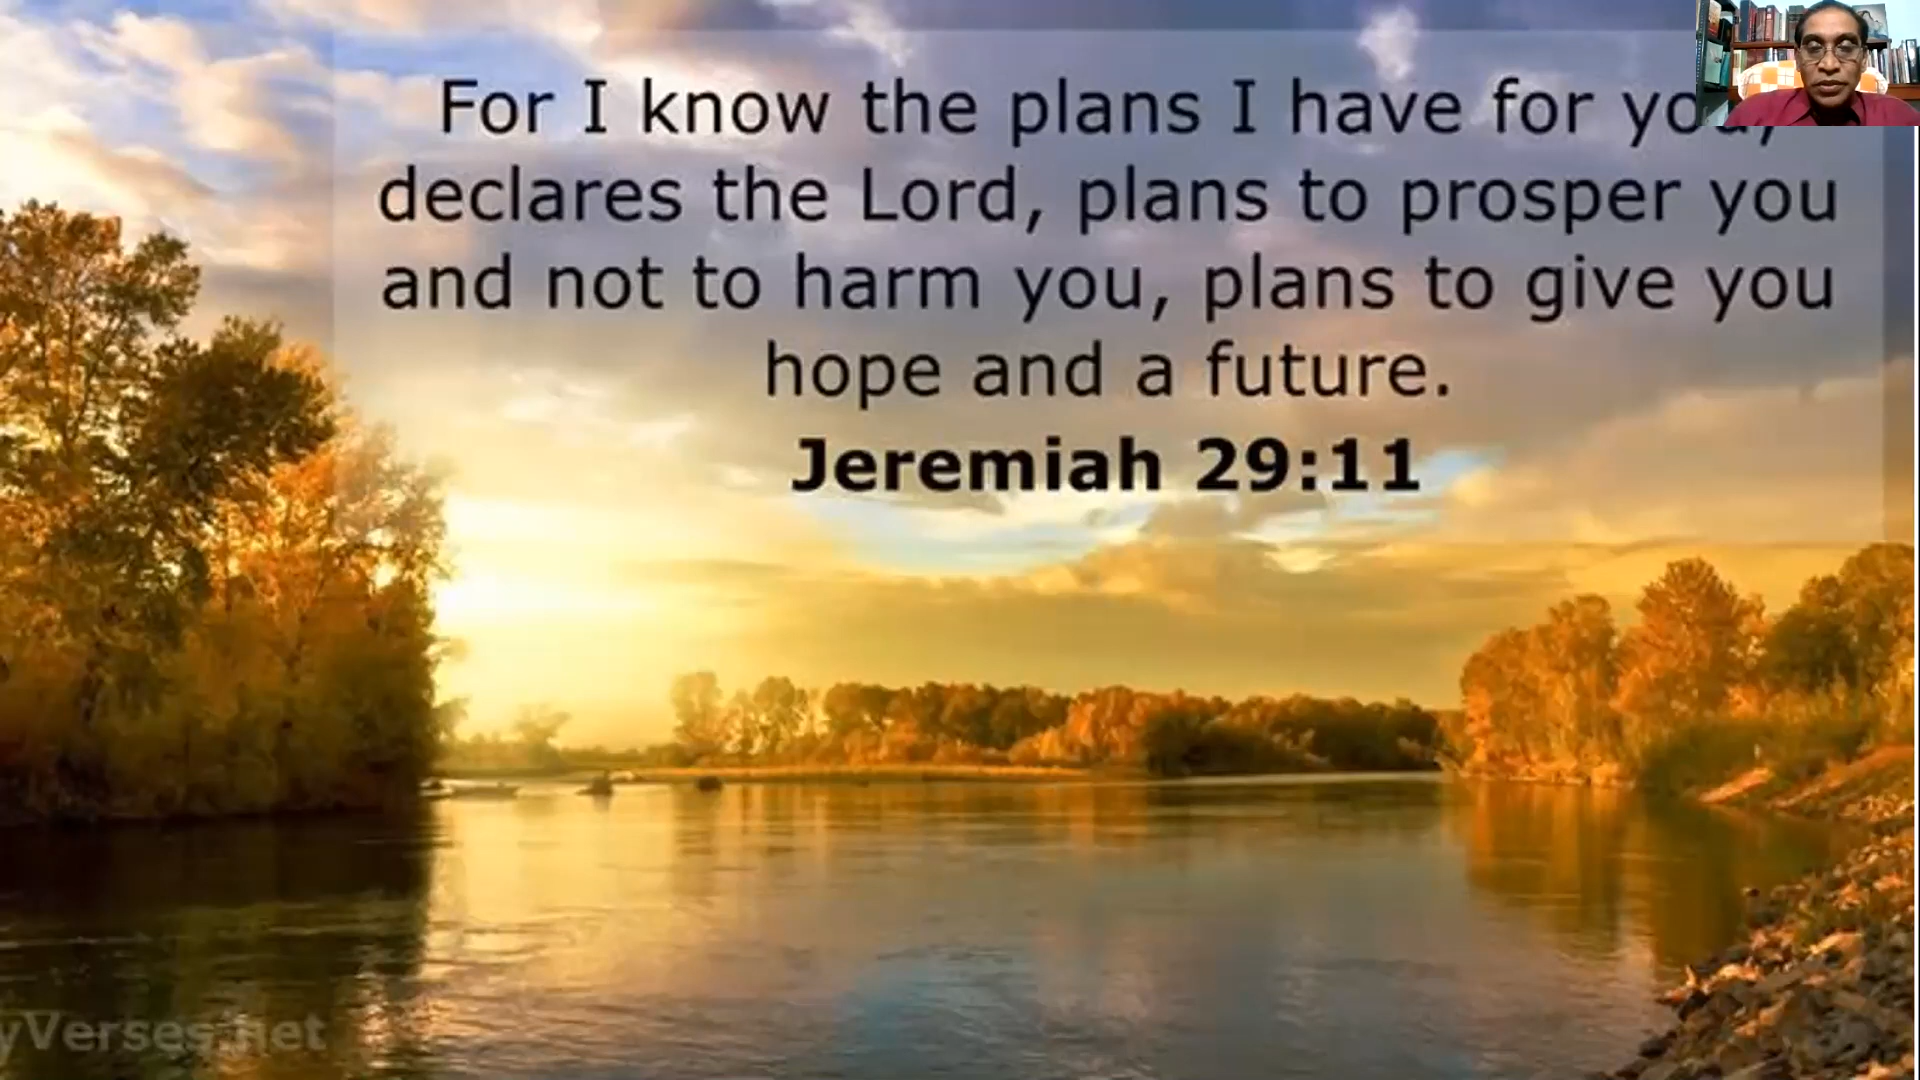 For I know the plans I have for you,
declares the Lord, plans to prosper you
and not to harm you, plans to give you
hope and a future.
Jeremiah 29:11
yVerses.net